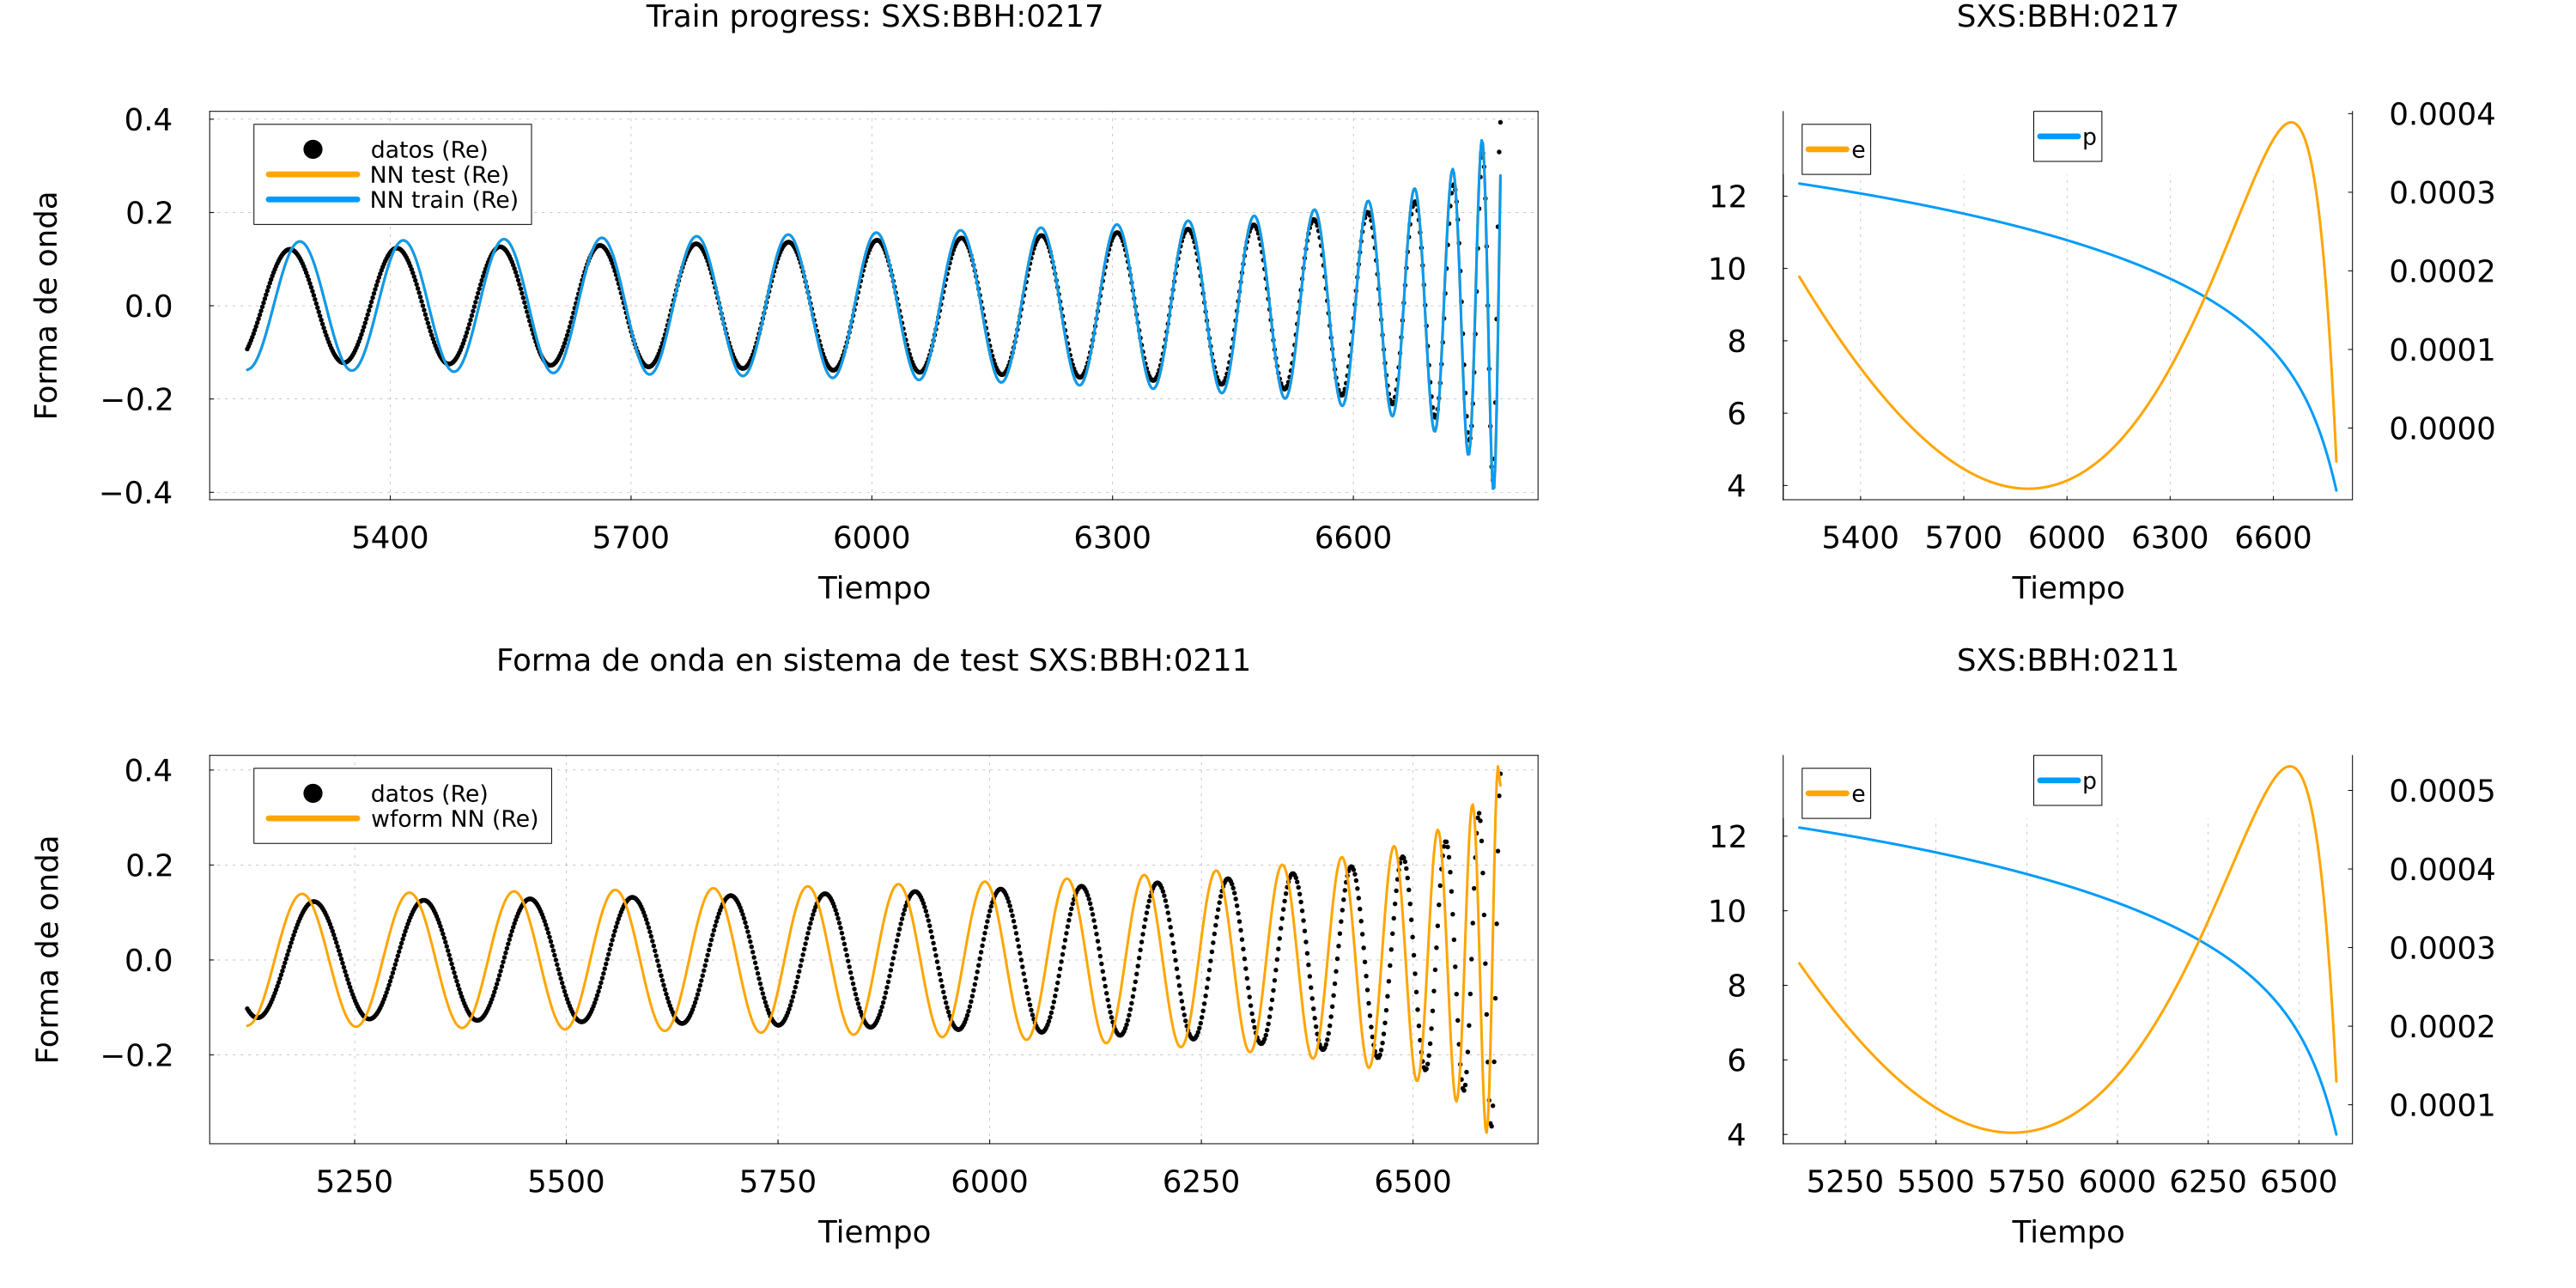 Train progress: SXS:BBH:0217
Forma de onda
0.4
0.2
0.0
−0.2
−0.4
datos (Re)
NN test (Re)
NN train (Re)
5400 5700 6000 6300 6600
Tiempo
SXS:BBH:0217
12
10
8
6
4
e
p
0.0004
0.0003
0.0002
0.0001
0.0000
5400 5700 6000 6300 6600
Tiempo
Forma de onda en sistema de test SXS:BBH:0211
Forma de onda
0.4
0.2
0.0
−0.2
datos (Re)
wform NN (Re)
5250 5500 5750 6000 6250 6500
Tiempo
SXS:BBH:0211
12
10
8
6
4
e
p
0.0005
0.0004
0.0003
0.0002
0.0001
5250 5500 5750 6000 6250 6500
Tiempo